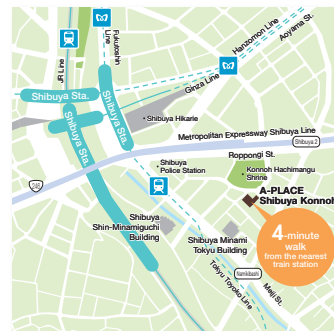 JR Line
Fukutoshin
Line
Hanzomon Line
Aoyama St.
Ginza Line
Shibuya Sta.
Shibuya Sta.
Shibuya Sta.
Shibuya Hikarie
Metropolitan Expressway Shibuya Line
Shibuya 2
Roppongi St.
Shibuya
Police Station
Konnoh Hachimangu
Shrine
246
A-PLACE
Shibuya Konnoh
4-minute
walk
from the nearest
train station
Shibuya
Shin-Minamiguchi
Building
Shibuya Minami
Tokyu Building
Namikibashi
Tokyu Toyoko Line
Meiji St.